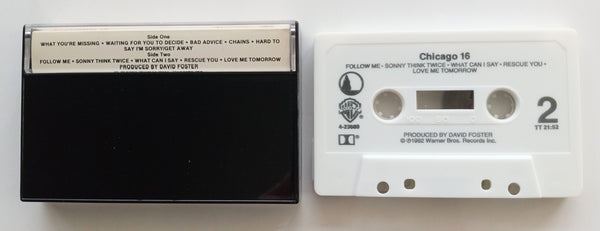 Side One
WHAT YOU'RE MISSING • WAITING FOR YOU TO DECIDE • BAD ADVICE • CHAINS • HARD TO
SAY I'M SORRY/GET AWAY
Side Two
FOLLOW ME • SONNY THINK TWICE • WHAT CAN I SAY • RESCUE YOU • LOVE ME TOMORROW
PRODUCED BY DAVID FOSTER
Chicago 16
FOLLOW ME • SONNY THINK TWICE • WHAT CAN I SAY • RESCUE YOU •
LOVE ME TOMORROW
4-23689
2
TT 21:52
PRODUCED BY DAVID FOSTER
© ℗1982 Warner Bros. Records Inc.